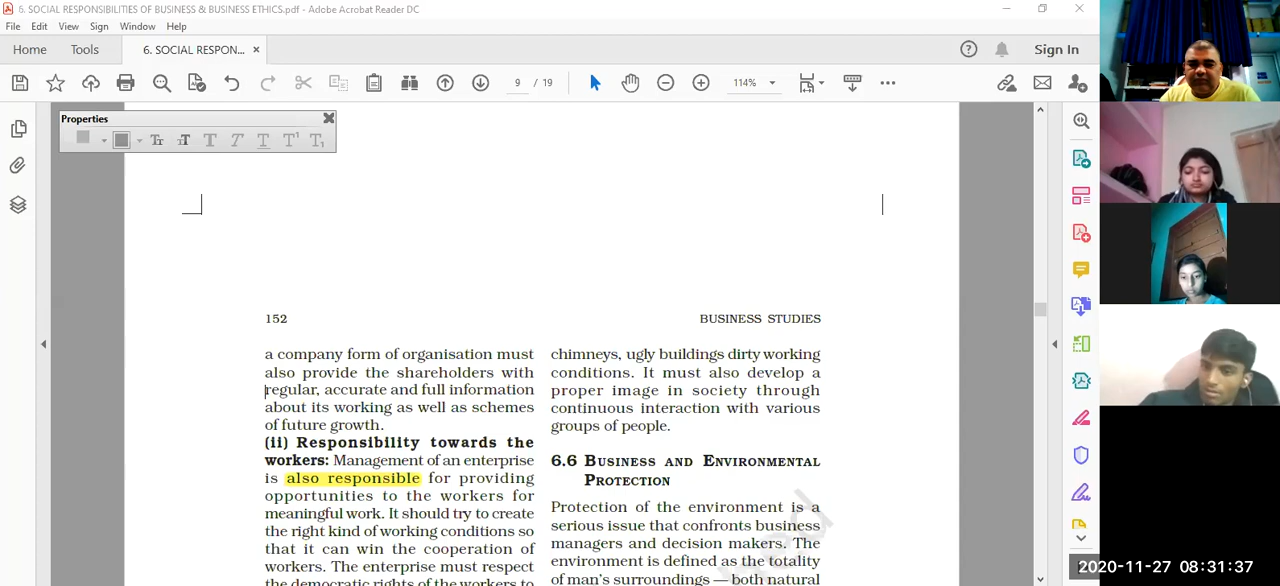 6. SOCIAL RESPONSIBILITIES OF BUSINESS & BUSINESS ETHICS.pdf - Adobe Acrobat Reader DC
File Edit View Sign Window Help
Home Tools 6. SOCIAL RESPON... × Sign In
9 / 19 114%
Properties
152 BUSINESS STUDIES
a company form of organisation must
also provide the shareholders with
regular, accurate and full information
about its working as well as schemes
of future growth.
(ii) Responsibility towards the
workers: Management of an enterprise
is also responsible for providing
opportunities to the workers for
meaningful work. It should try to create
the right kind of working conditions so
that it can win the cooperation of
workers. The enterprise must respect
the democratic rights of the workers to
chimneys, ugly buildings dirty working
conditions. It must also develop a
proper image in society through
continuous interaction with various
groups of people.
6.6 BUSINESS AND ENVIRONMENTAL
PROTECTION
Protection of the environment is a
serious issue that confronts business
managers and decision makers. The
environment is defined as the totality
of man's surroundings — both natural
2020-11-27 08:31:37